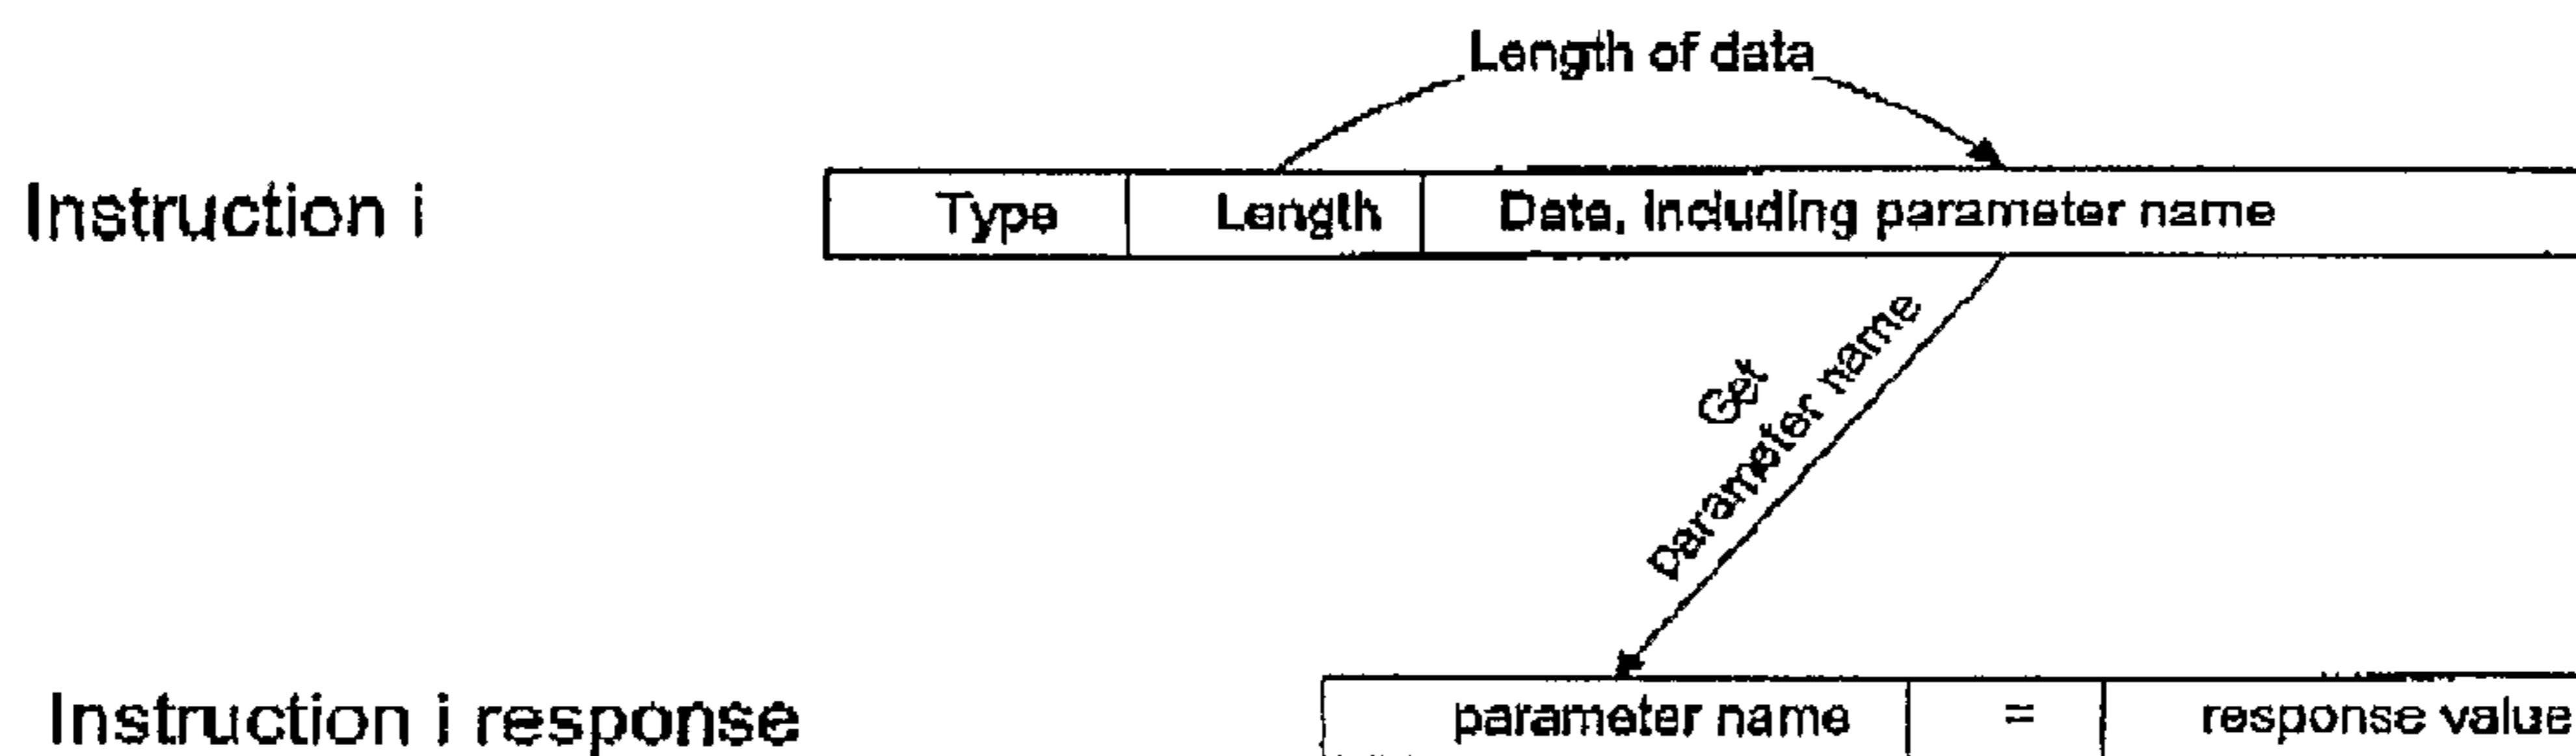 Length of data
Instruction i
Type
Length
Data, including parameter name
Get
parameter name
Instruction i response
parameter name
=
response value